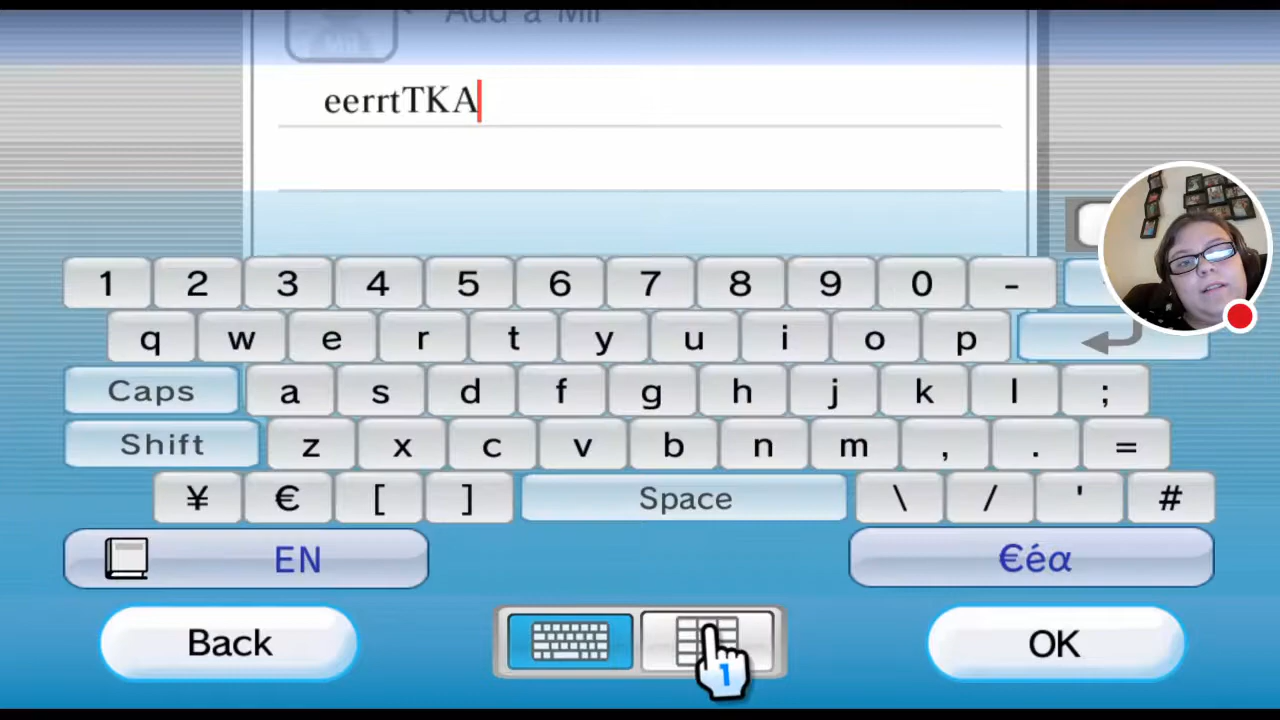 Add a Mii
eerrtTKA
1 2 3 4 5 6 7 8 9 0 -
q w e r t y u i o p
Caps a s d f g h j k l ;
Shift z x c v b n m , . =
¥ € [ ] Space \ / ' #
EN €éα
Back OK
1